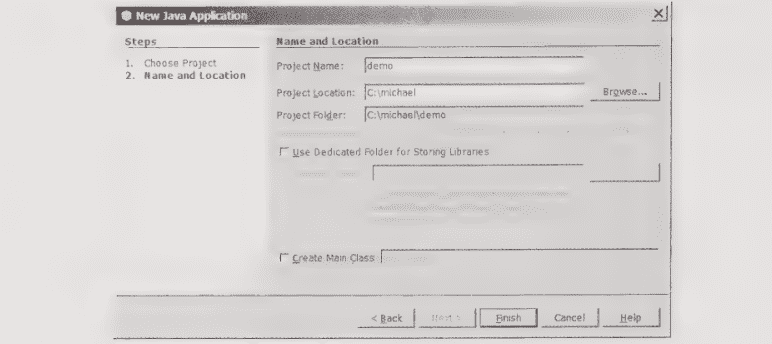 New Java Application
Steps
1. Choose Project
2. Name and Location
Name and Location
Project Name: demo
Project Location: C:\michael Browse...
Project Folder: C:\michael\demo
Use Dedicated Folder for Storing Libraries
Create Main Class
< Back Next > Finish Cancel Help